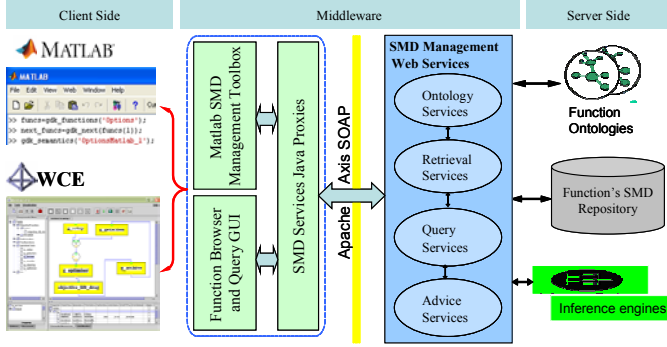 Client Side
Middleware
Server Side
MATLAB
MATLAB
File Edit View Web Window Help
>> funcs=gdk_functions('Options');
>> next_funcs=gdk_next(funcs(1));
>> gdk_semantics('OptionsMatlab_1');
WCE
Matlab SMD
Management Toolbox
Function Browser
and Query GUI
SMD Services Java Proxies
Apache Axis SOAP
SMD Management
Web Services
Ontology
Services
Retrieval
Services
Query
Services
Advice
Services
Function
Ontologies
Function's SMD
Repository
Inference engines